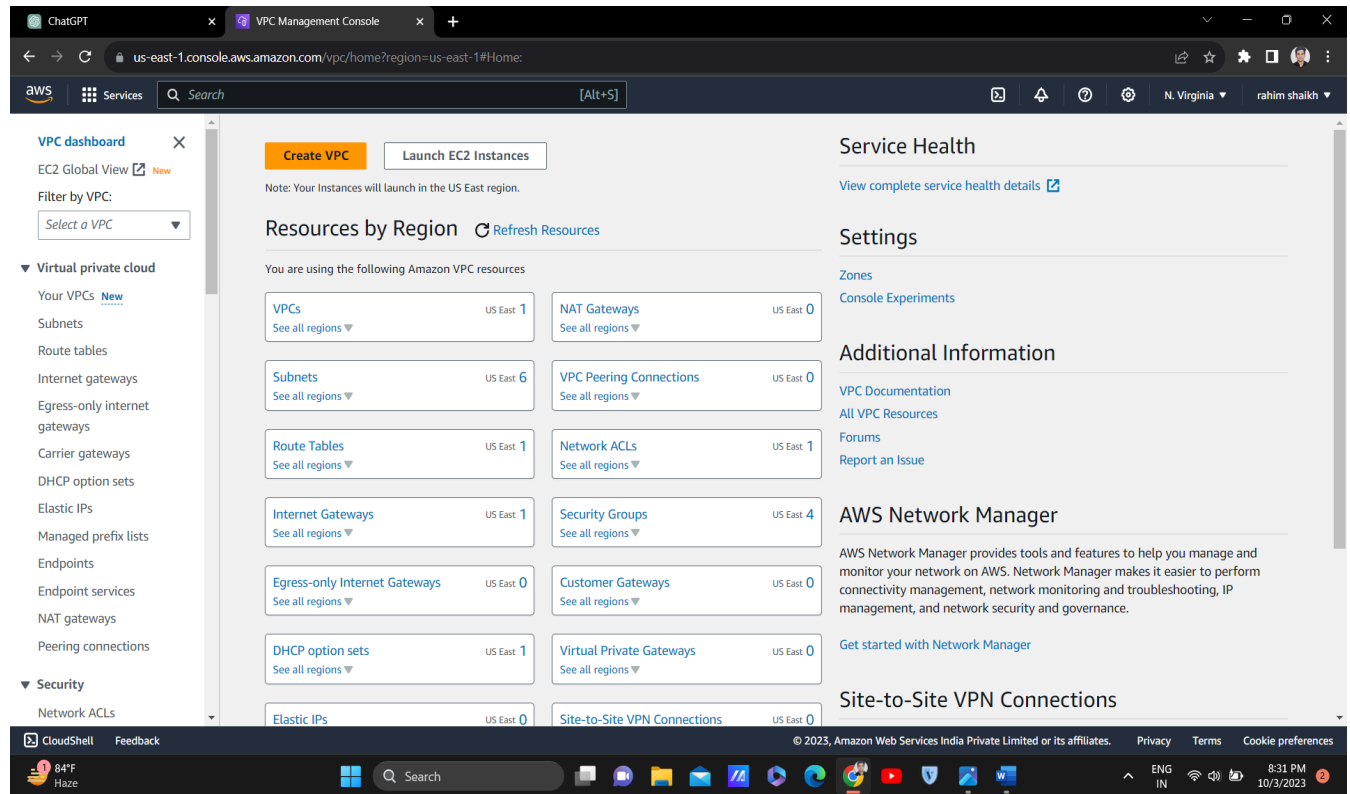 ChatGPT
VPC Management Console
us-east-1.console.aws.amazon.com/vpc/home?region=us-east-1#Home:
aws
Services
Search
[Alt+S]
N. Virginia
rahim shaikh
VPC dashboard
EC2 Global View New
Filter by VPC:
Select a VPC
Virtual private cloud
Your VPCs New
Subnets
Route tables
Internet gateways
Egress-only internet
gateways
Carrier gateways
DHCP option sets
Elastic IPs
Managed prefix lists
Endpoints
Endpoint services
NAT gateways
Peering connections
Security
Network ACLs
Create VPC
Launch EC2 Instances
Note: Your Instances will launch in the US East region.
Resources by Region
Refresh Resources
You are using the following Amazon VPC resources
VPCs US East 1
See all regions
NAT Gateways US East 0
See all regions
Subnets US East 6
See all regions
VPC Peering Connections US East 0
See all regions
Route Tables US East 1
See all regions
Network ACLs US East 1
See all regions
Internet Gateways US East 1
See all regions
Security Groups US East 4
See all regions
Egress-only Internet Gateways US East 0
See all regions
Customer Gateways US East 0
See all regions
DHCP option sets US East 1
See all regions
Virtual Private Gateways US East 0
See all regions
Elastic IPs US East 0
Site-to-Site VPN Connections US East 0
Service Health
View complete service health details
Settings
Zones
Console Experiments
Additional Information
VPC Documentation
All VPC Resources
Forums
Report an Issue
AWS Network Manager
AWS Network Manager provides tools and features to help you manage and
monitor your network on AWS. Network Manager makes it easier to perform
connectivity management, network monitoring and troubleshooting, IP
management, and network security and governance.
Get started with Network Manager
Site-to-Site VPN Connections
CloudShell
Feedback
© 2023, Amazon Web Services India Private Limited or its affiliates.
Privacy
Terms
Cookie preferences
1
84°F
Haze
Search
W
ENG
IN
8:31 PM
10/3/2023
2